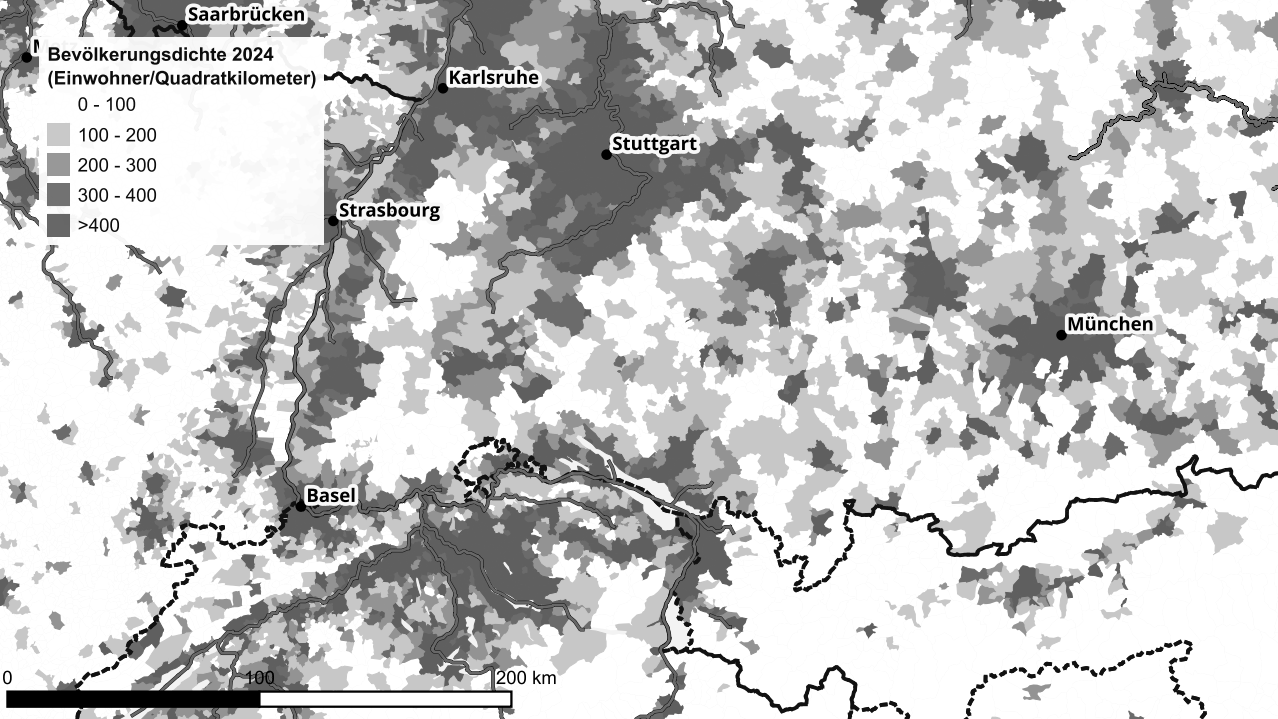 Saarbrücken
Bevölkerungsdichte 2024
(Einwohner/Quadratkilometer)
0 - 100
100 - 200
200 - 300
300 - 400
>400
Karlsruhe
Stuttgart
Strasbourg
München
Basel
0
100
200 km